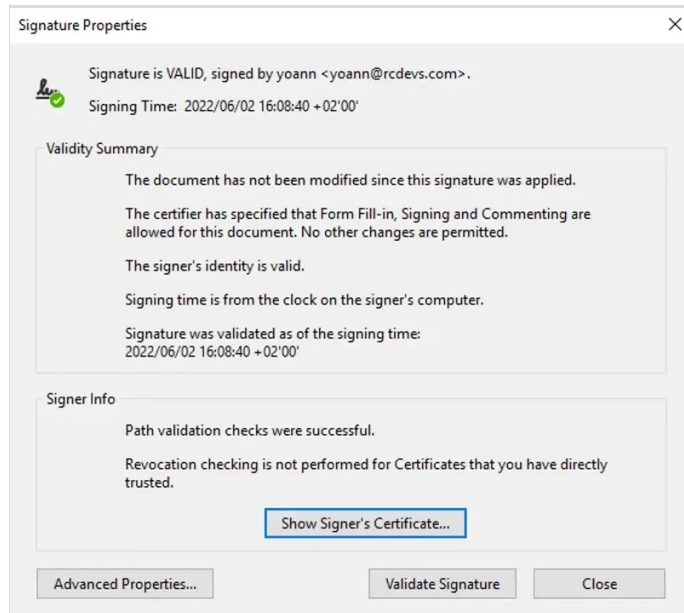 Signature Properties
Signature is VALID, signed by yoann <yoann@rcdevs.com>.
Signing Time: 2022/06/02 16:08:40 +02'00'
Validity Summary
The document has not been modified since this signature was applied.
The certifier has specified that Form Fill-in, Signing and Commenting are
allowed for this document. No other changes are permitted.
The signer's identity is valid.
Signing time is from the clock on the signer's computer.
Signature was validated as of the signing time:
2022/06/02 16:08:40 +02'00'
Signer Info
Path validation checks were successful.
Revocation checking is not performed for Certificates that you have directly
trusted.
Show Signer's Certificate...
Advanced Properties... Validate Signature Close